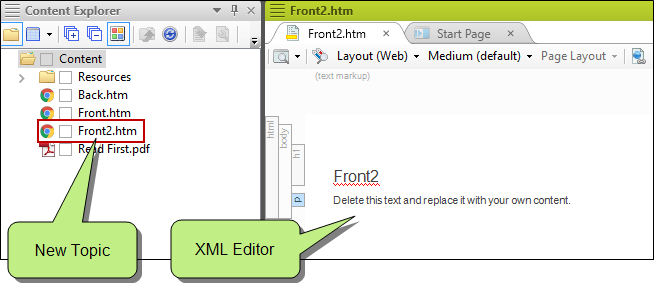 Content Explorer
Content
Resources
Back.htm
Front.htm
Front2.htm
Read First.pdf
New Topic
Front2.htm
Front2.htm
Start Page
Layout (Web)
Medium (default)
Page Layout
(text markup)
html
body
h1
p
Front2
Delete this text and replace it with your own content.
XML Editor